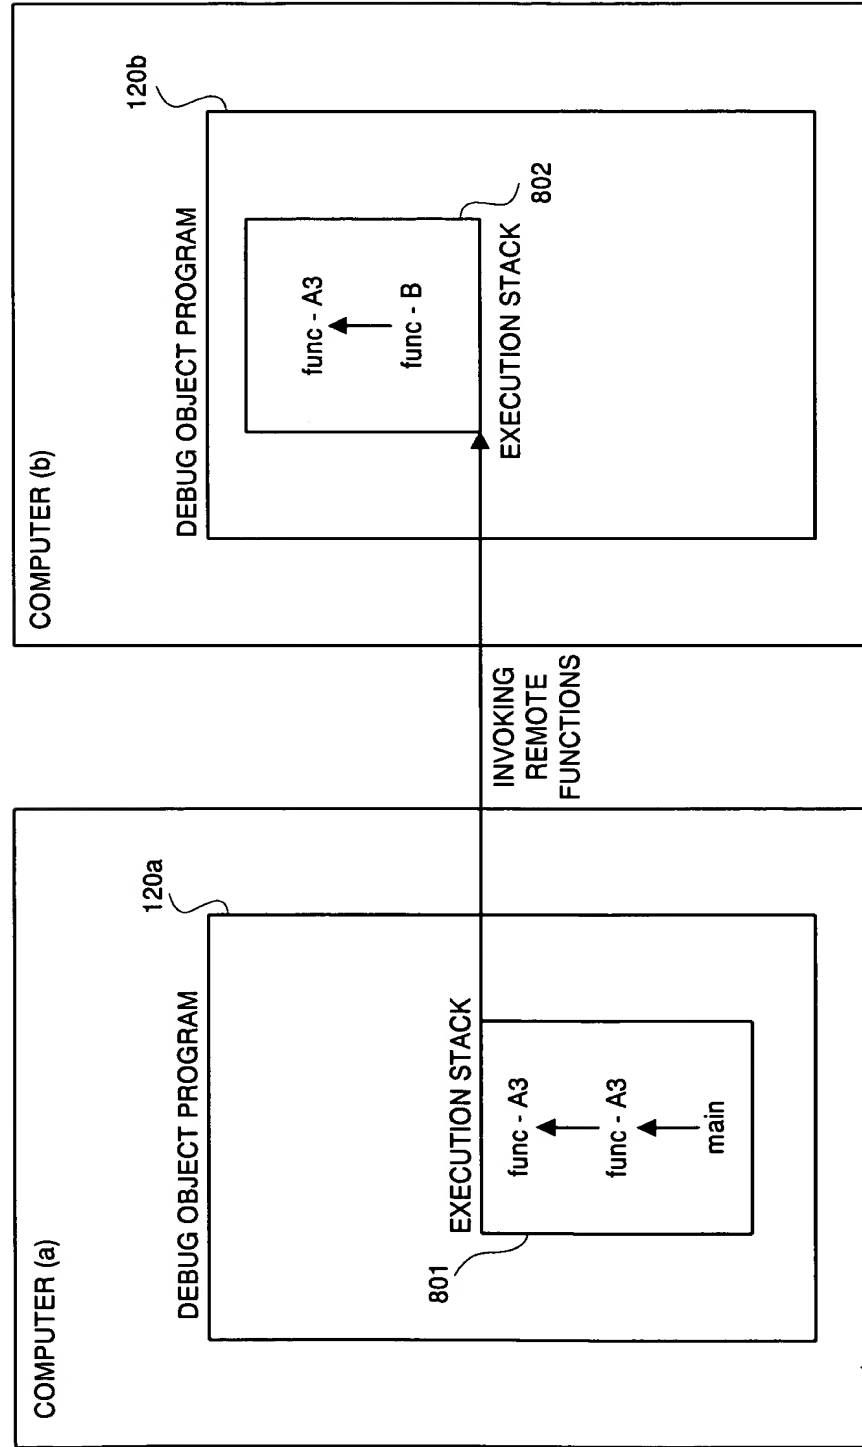 COMPUTER (a)
DEBUG OBJECT PROGRAM
120a
EXECUTION STACK
801
func - A3
func - A3
main
INVOKING
REMOTE
FUNCTIONS
COMPUTER (b)
DEBUG OBJECT PROGRAM
120b
func - A3
func - B
802
EXECUTION STACK